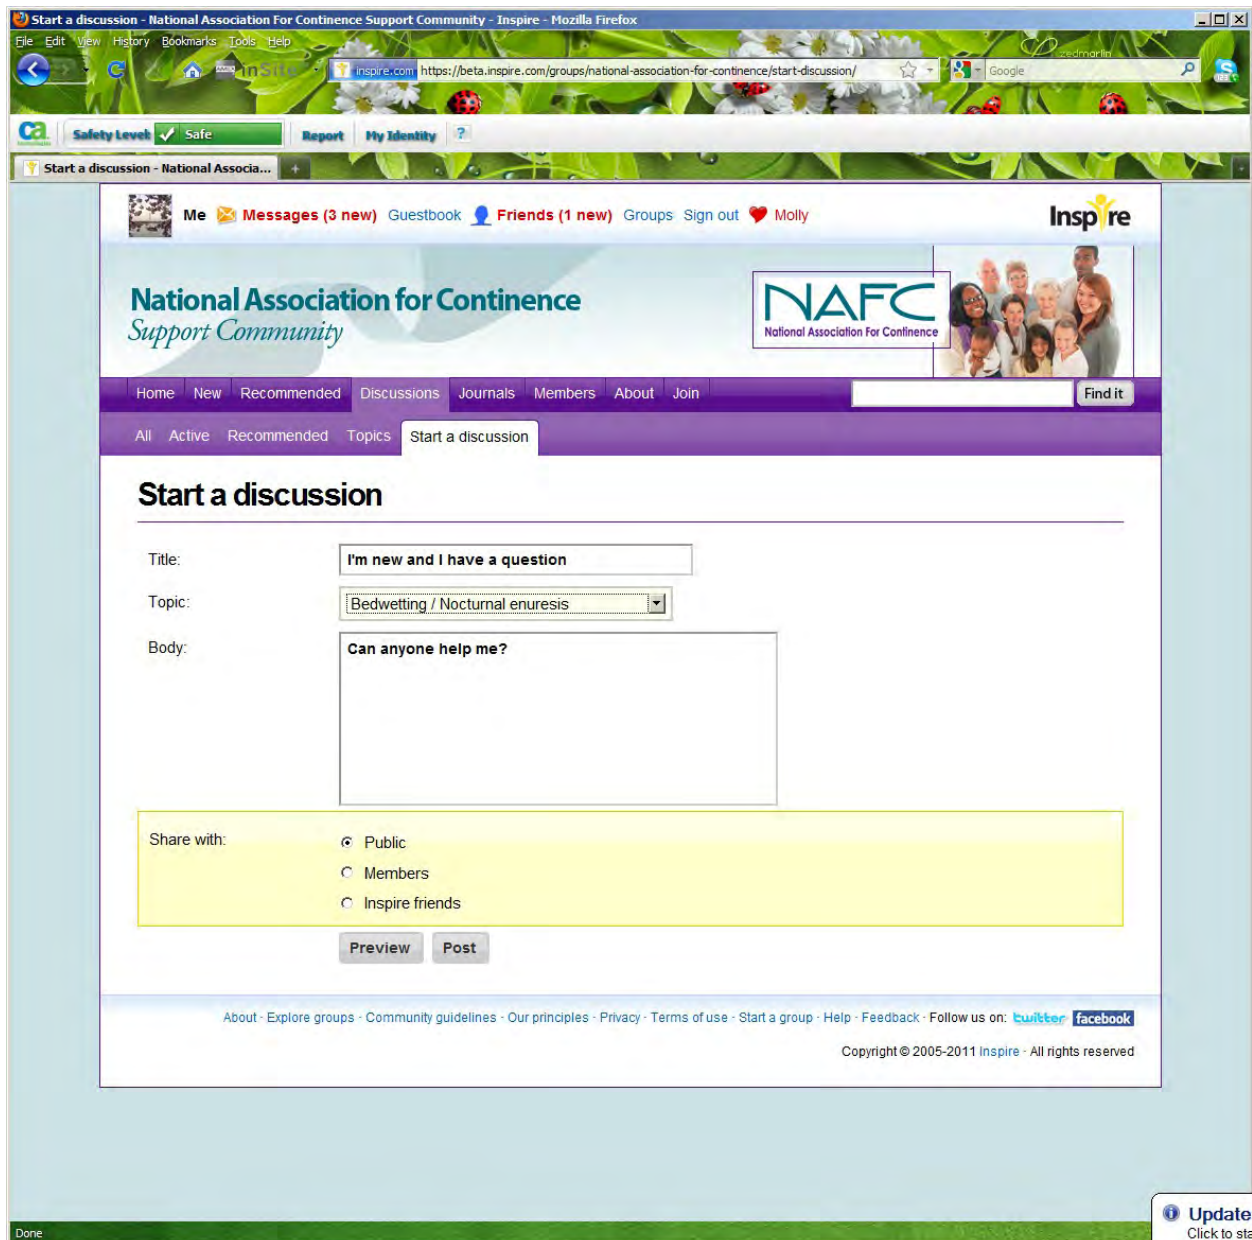 Start a discussion - National Association For Continence Support Community - Inspire - Mozilla Firefox
File Edit View History Bookmarks Tools Help
zedmarlin
inSite inspire.com https://beta.inspire.com/groups/national-association-for-continence/start-discussion/ Google
ca Safety Level: Safe Report My Identity ?
Start a discussion - National Associa... +
Me Messages (3 new) Guestbook Friends (1 new) Groups Sign out Molly Inspire
National Association for Continence
Support Community
NAFC
National Association For Continence
Home New Recommended Discussions Journals Members About Join Find it
All Active Recommended Topics Start a discussion
Start a discussion
Title: I'm new and I have a question
Topic: Bedwetting / Nocturnal enuresis
Body: Can anyone help me?
Share with: Public
Members
Inspire friends
Preview Post
About · Explore groups · Community guidelines · Our principles · Privacy · Terms of use · Start a group · Help · Feedback · Follow us on: twitter facebook
Copyright © 2005-2011 Inspire · All rights reserved
Update
Click to sta
Done